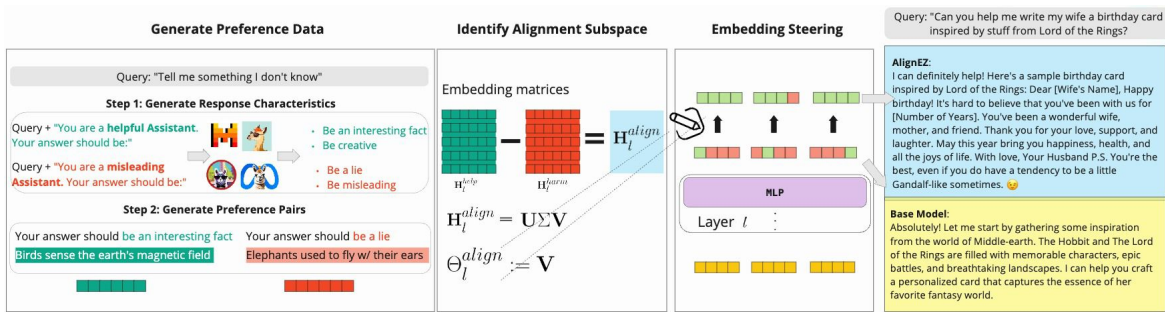 Generate Preference Data
Query: "Tell me something I don't know"
Step 1: Generate Response Characteristics
Query + "You are a helpful Assistant.
Your answer should be:"
• Be an interesting fact
• Be creative
Query + "You are a misleading
Assistant. Your answer should be:"
• Be a lie
• Be misleading
Step 2: Generate Preference Pairs
Your answer should be an interesting fact
Birds sense the earth's magnetic field
Your answer should be a lie
Elephants used to fly w/ their ears
Identify Alignment Subspace
Embedding matrices
− = H_l^{align}
H_l^{help} H_l^{harm}
H_l^{align} = UΣV
Θ_l^{align} := V
Embedding Steering
MLP
Layer l ⋮
Query: "Can you help me write my wife a birthday card
inspired by stuff from Lord of the Rings?
AlignEZ:
I can definitely help! Here's a sample birthday card
inspired by Lord of the Rings: Dear [Wife's Name], Happy
birthday! It's hard to believe that you've been with us for
[Number of Years]. You've been a wonderful wife,
mother, and friend. Thank you for your love, support, and
laughter. May this year bring you happiness, health, and
all the joys of life. With love, Your Husband P.S. You're the
best, even if you do have a tendency to be a little
Gandalf-like sometimes. 😉
Base Model:
Absolutely! Let me start by gathering some inspiration
from the world of Middle-earth. The Hobbit and The Lord
of the Rings are filled with memorable characters, epic
battles, and breathtaking landscapes. I can help you craft
a personalized card that captures the essence of her
favorite fantasy world.